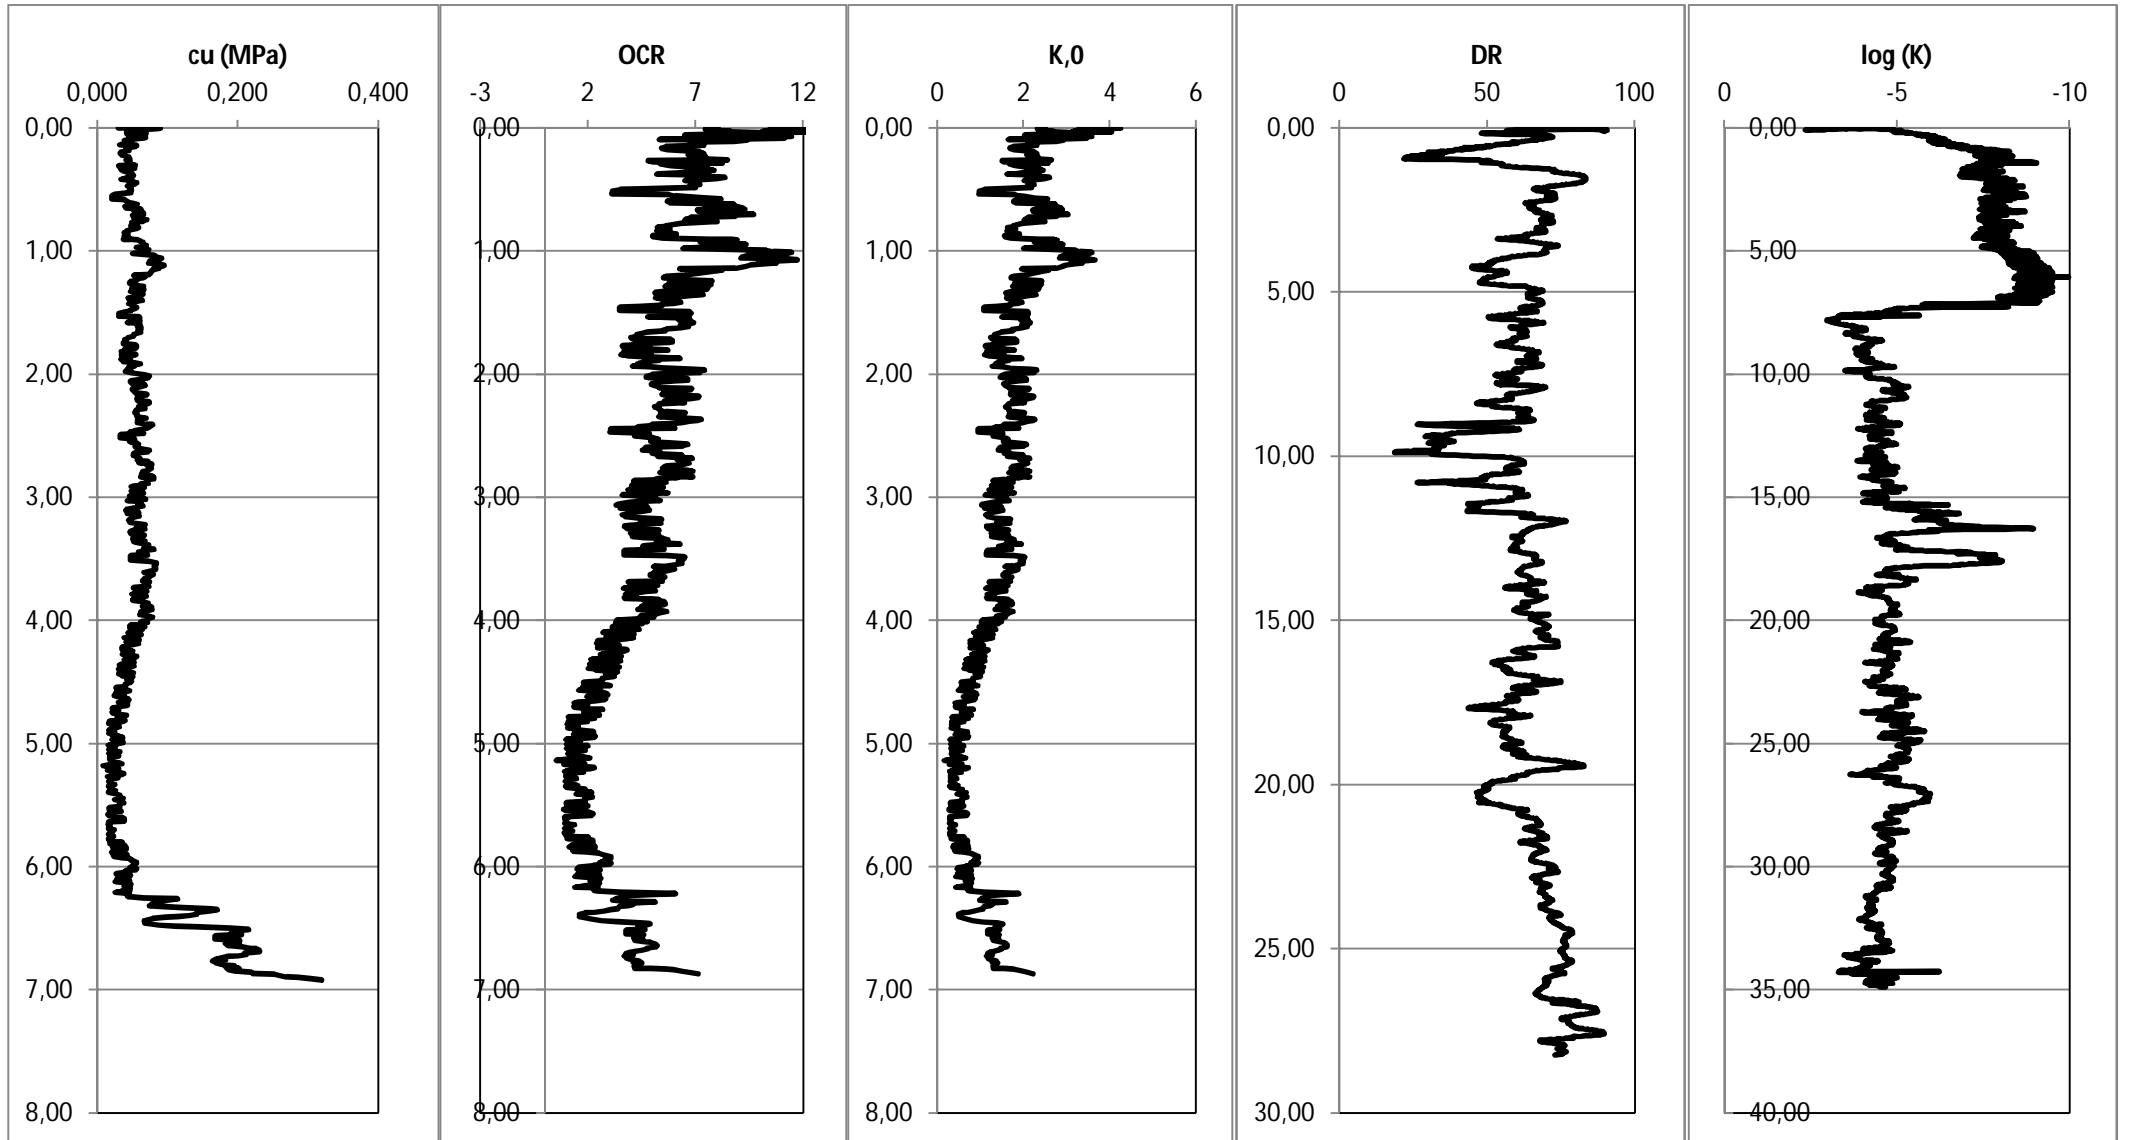 cu (MPa) OCR K,0 DR log (K)
0,000 0,200 0,400 -3 2 7 12 0 2 4 6 0 50 100 0 -5 -10
0,00 0,00 0,00 0,00 0,00
1,00 1,00 1,00
5,00
2,00 2,00 2,00 10,00
5,00
3,00 3,00 3,00 15,00
10,00
4,00 4,00 4,00 15,00 20,00
5,00 5,00 5,00 25,00
20,00
6,00 6,00 6,00 30,00
25,00
7,00 7,00 7,00 35,00
8,00 8,00 8,00 30,00 40,00